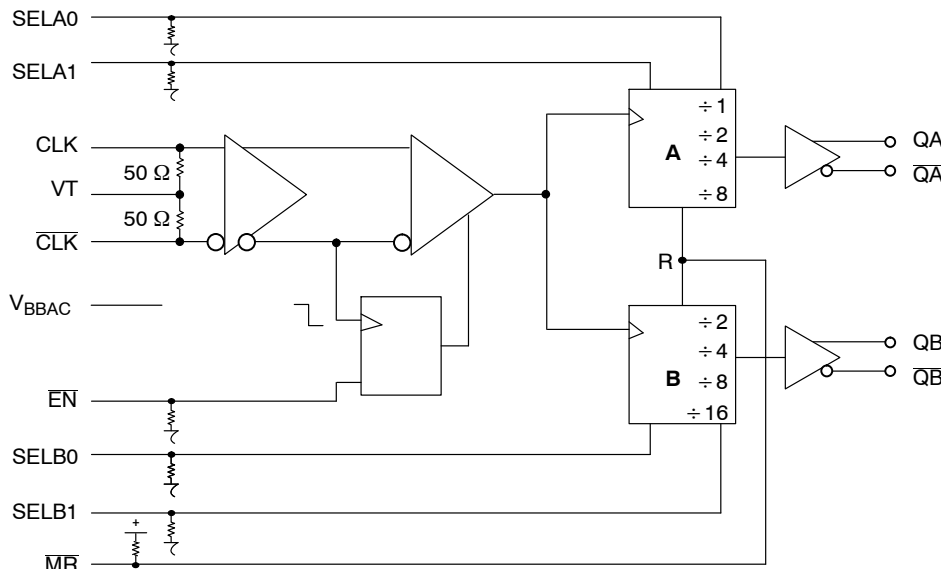 SELA0
SELA1
CLK
50 Ω
VT
50 Ω
CLK
V_BBAC
EN
SELB0
SELB1
+
MR
A
÷1
÷2
÷4
÷8
R
B
÷2
÷4
÷8
÷16
QA
QA
QB
QB